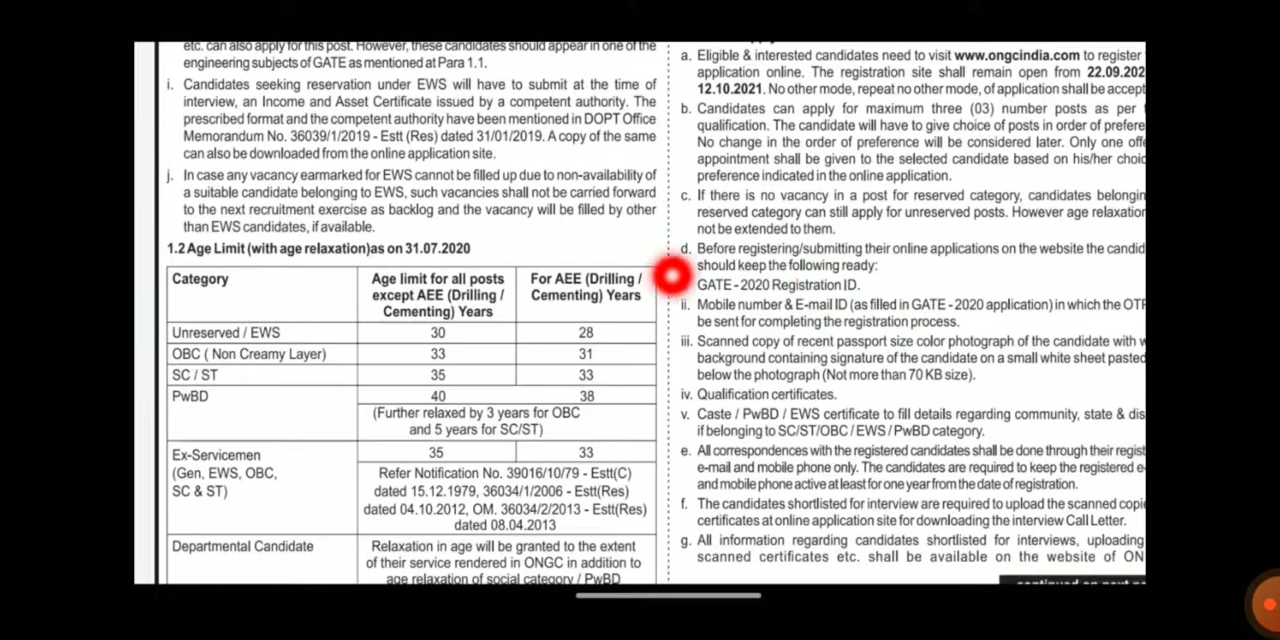 etc. can also apply for this post. However, these candidates should appear in one of the
engineering subjects of GATE as mentioned at Para 1.1.
i. Candidates seeking reservation under EWS will have to submit at the time of
interview, an Income and Asset Certificate issued by a competent authority. The
prescribed format and the competent authority have been mentioned in DOPT Office
Memorandum No. 36039/1/2019 - Estt (Res) dated 31/01/2019. A copy of the same
can also be downloaded from the online application site.
j. In case any vacancy earmarked for EWS cannot be filled up due to non-availability of
a suitable candidate belonging to EWS, such vacancies shall not be carried forward
to the next recruitment exercise as backlog and the vacancy will be filled by other
than EWS candidates, if available.
1.2 Age Limit (with age relaxation)as on 31.07.2020
Category
Age limit for all posts
except AEE (Drilling /
Cementing) Years
For AEE (Drilling /
Cementing) Years
Unreserved / EWS 30 28
OBC ( Non Creamy Layer) 33 31
SC / ST 35 33
PwBD 40 38
(Further relaxed by 3 years for OBC
and 5 years for SC/ST)
Ex-Servicemen 35 33
(Gen, EWS, OBC,
SC & ST)
Refer Notification No. 39016/10/79 - Estt(C)
dated 15.12.1979, 36034/1/2006 - Estt(Res)
dated 04.10.2012, OM. 36034/2/2013 - Estt(Res)
dated 08.04.2013
Departmental Candidate
Relaxation in age will be granted to the extent
of their service rendered in ONGC in addition to
age relaxation of social category / PwBD
a. Eligible & interested candidates need to visit www.ongcindia.com to register
application online. The registration site shall remain open from 22.09.202
12.10.2021. No other mode, repeat no other mode, of application shall be accept
b. Candidates can apply for maximum three (03) number posts as per
qualification. The candidate will have to give choice of posts in order of prefere
No change in the order of preference will be considered later. Only one offe
appointment shall be given to the selected candidate based on his/her choic
preference indicated in the online application.
c. If there is no vacancy in a post for reserved category, candidates belongin
reserved category can still apply for unreserved posts. However age relaxation
not be extended to them.
d. Before registering/submitting their online applications on the website the candid
should keep the following ready:
GATE - 2020 Registration ID.
ii. Mobile number & E-mail ID (as filled in GATE - 2020 application) in which the OTP
be sent for completing the registration process.
iii. Scanned copy of recent passport size color photograph of the candidate with w
background containing signature of the candidate on a small white sheet pasted
below the photograph (Not more than 70 KB size).
iv. Qualification certificates.
v. Caste / PwBD / EWS certificate to fill details regarding community, state & dis
if belonging to SC/ST/OBC / EWS / PwBD category.
e. All correspondences with the registered candidates shall be done through their regist
e-mail and mobile phone only. The candidates are required to keep the registered e-
and mobile phone active at least for one year from the date of registration.
f. The candidates shortlisted for interview are required to upload the scanned copi
certificates at online application site for downloading the interview Call Letter.
g. All information regarding candidates shortlisted for interviews, uploading
scanned certificates etc. shall be available on the website of ON